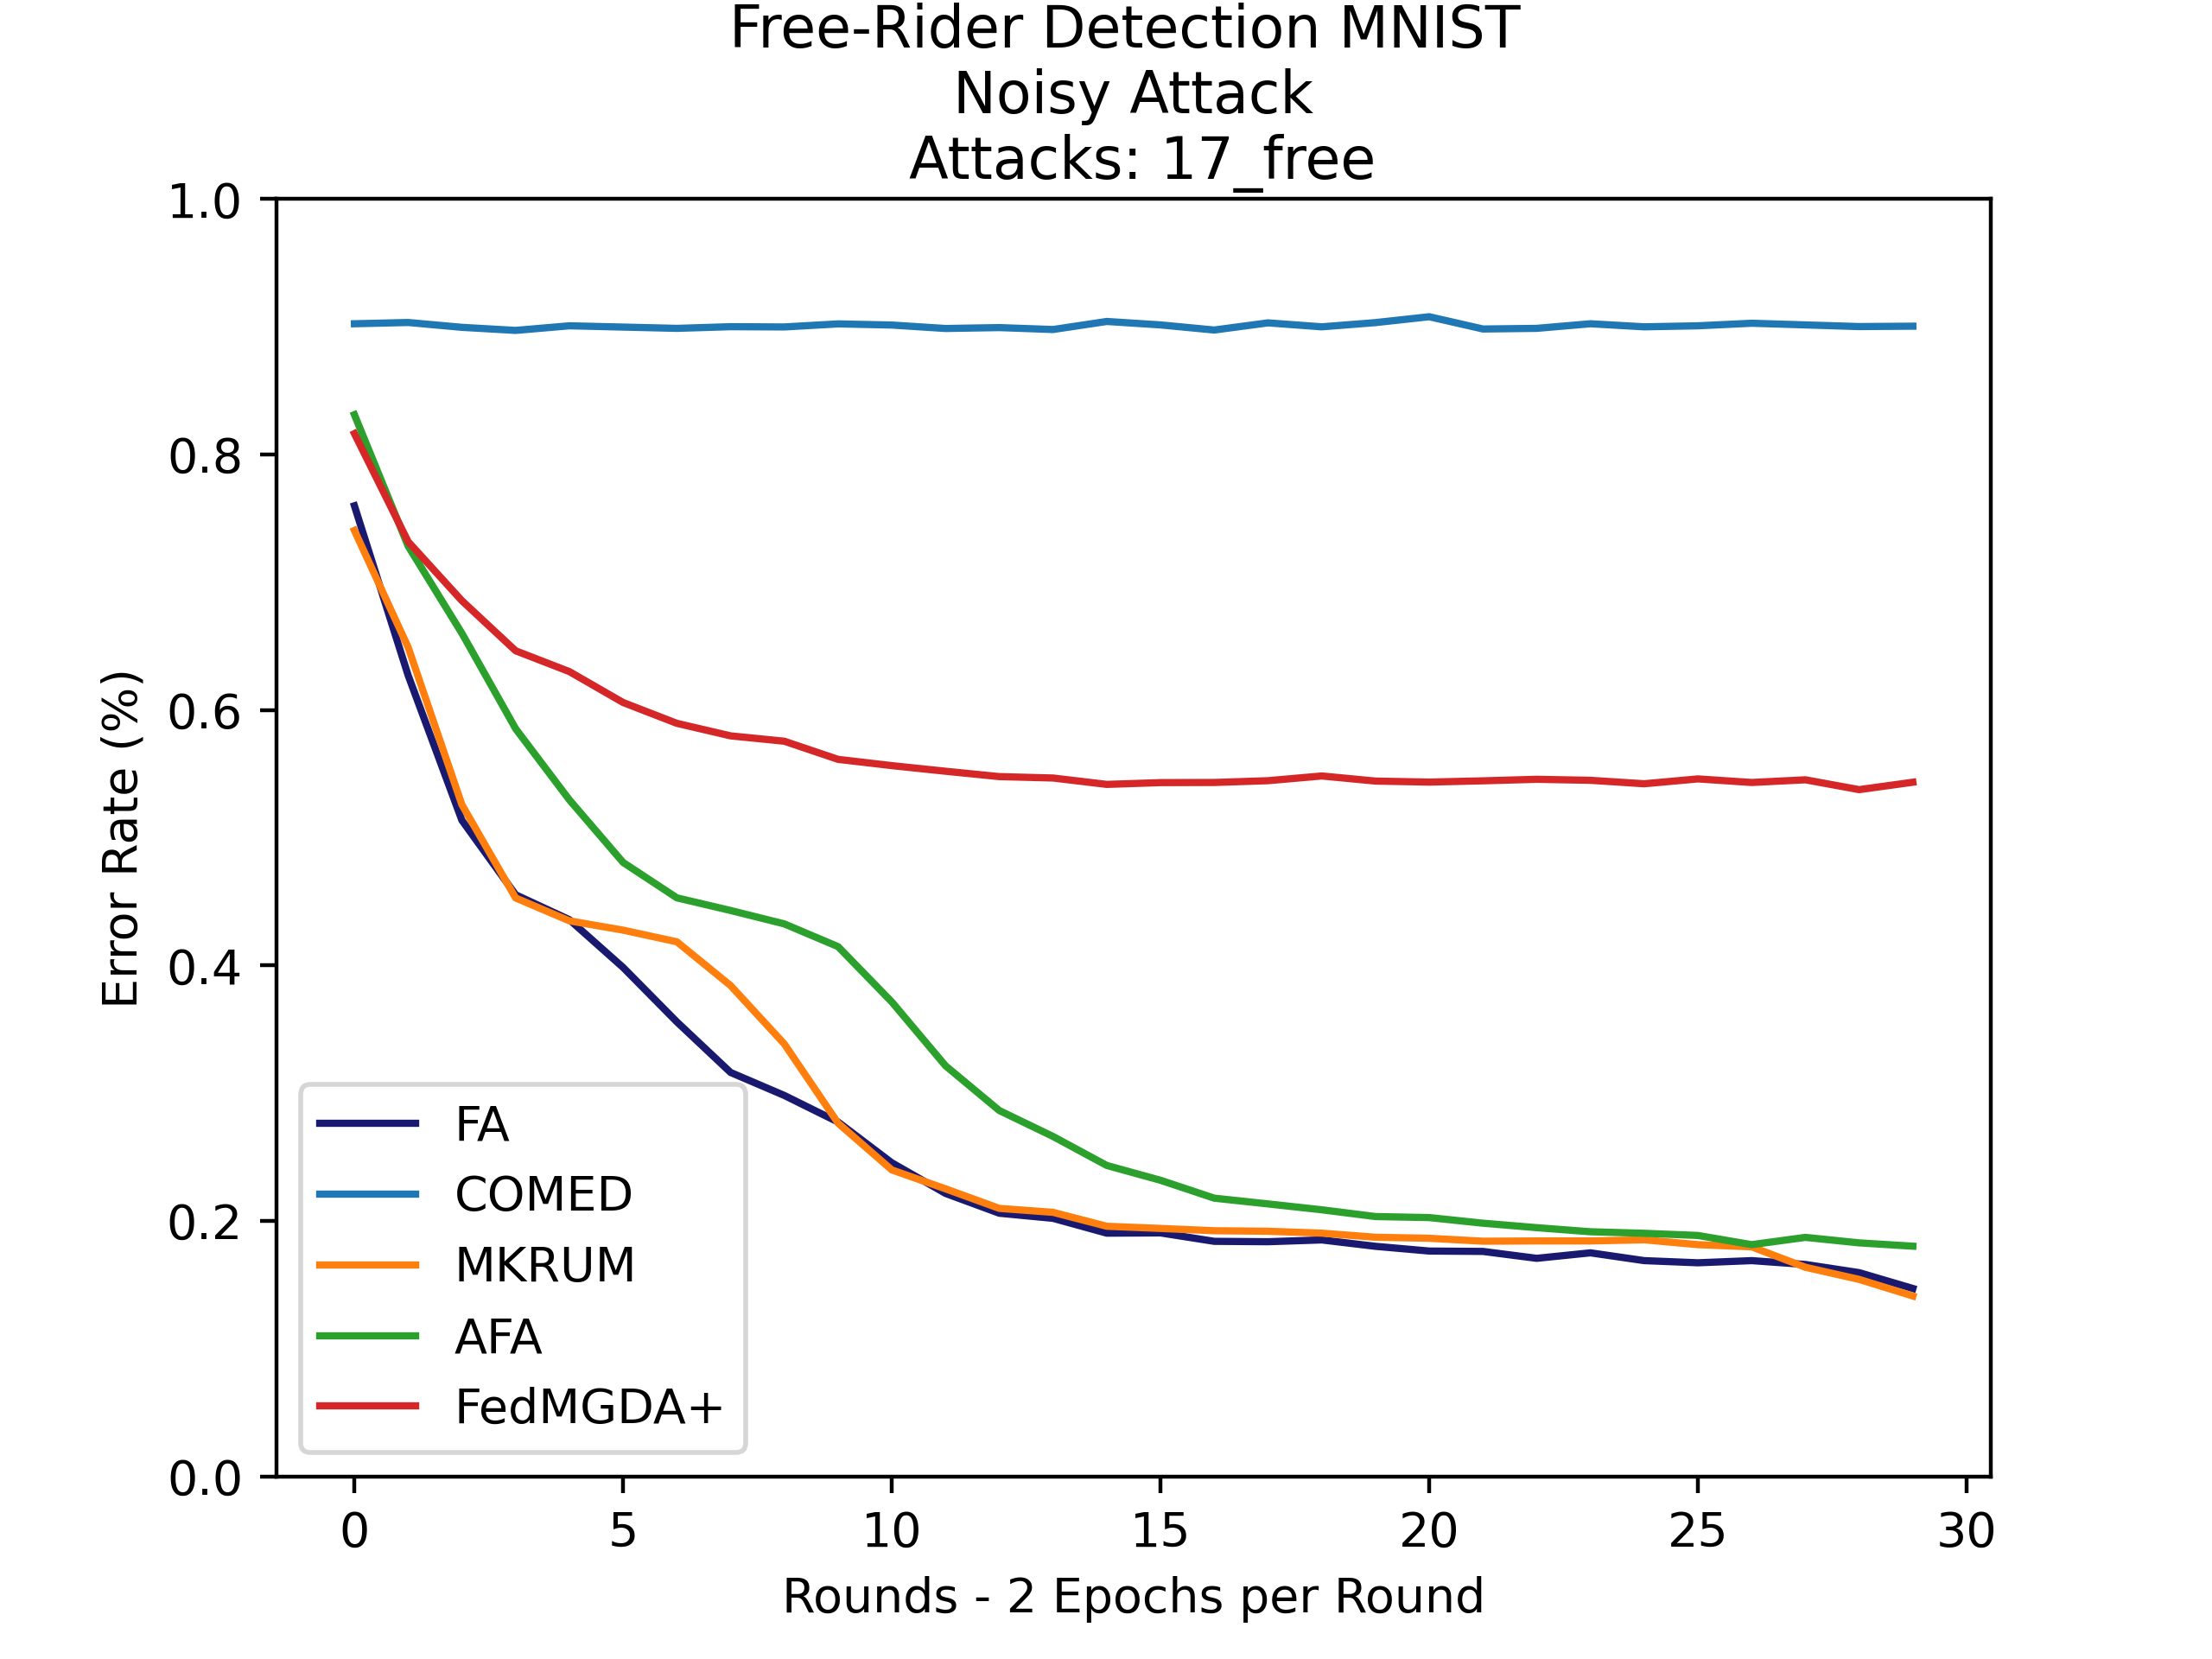 Free-Rider Detection MNIST
Noisy Attack
Attacks: 17_free
1.0
0.8
0.6
0.4
0.2
0.0
Error Rate (%)
FA
COMED
MKRUM
AFA
FedMGDA+
0 5 10 15 20 25 30
Rounds - 2 Epochs per Round